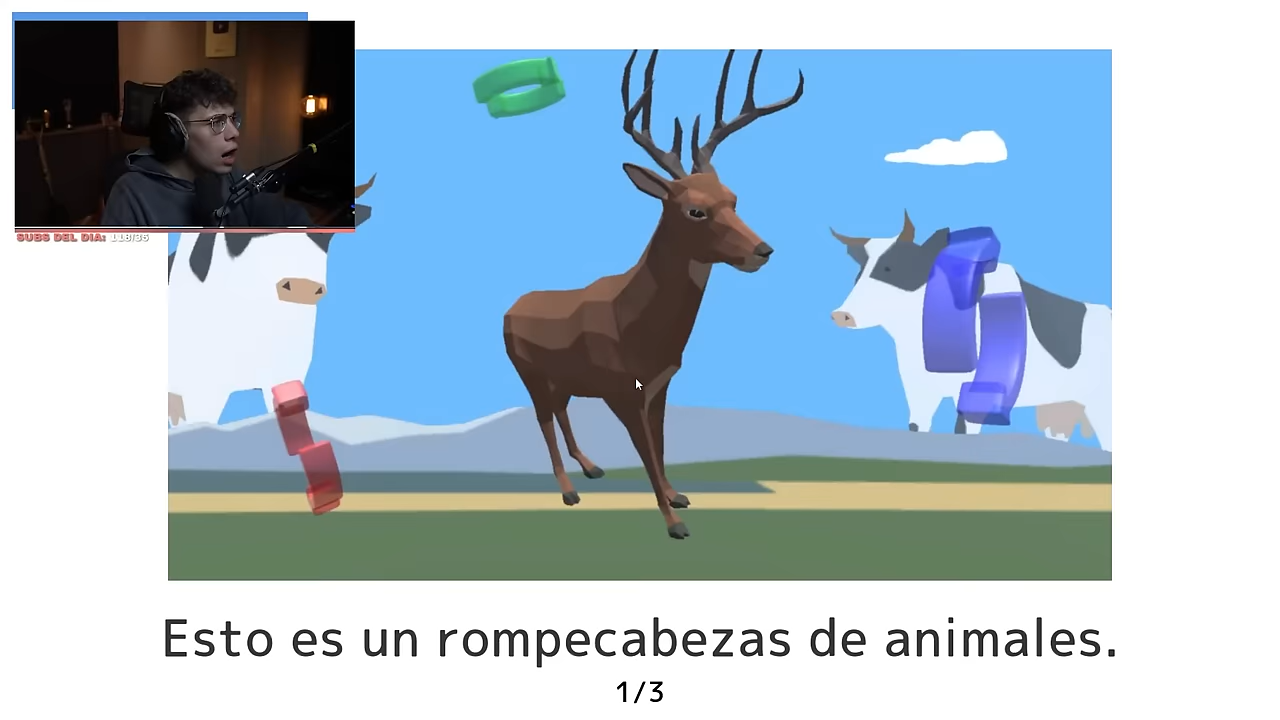 SUBS DEL DIA: 118/35
Esto es un rompecabezas de animales.
1/3